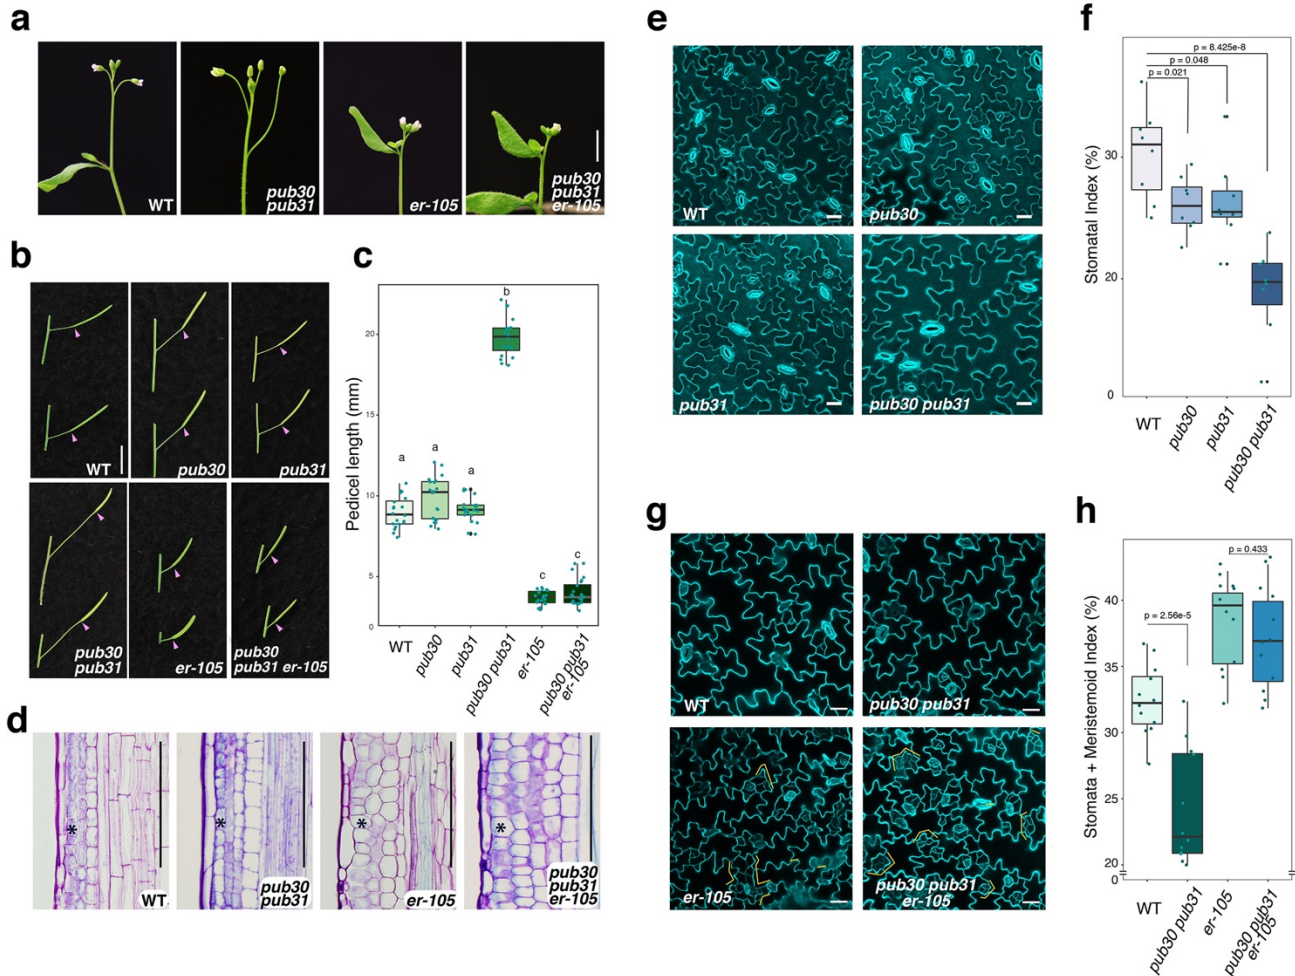 a
WT
pub30
pub31
er-105
pub30
pub31
er-105
b
WT
pub30
pub31
pub30
pub31
er-105
pub30
pub31 er-105
c
Pedicel length (mm)
20
15
10
5
0
a
a
a
b
c
c
WT
pub30
pub31
pub30 pub31
er-105
pub30 pub31
er-105
d
*
WT
*
pub30
pub31
*
er-105
*
pub30
pub31
er-105
e
WT
pub30
pub31
pub30 pub31
f
Stomatal Index (%)
30
20
0
p = 8.425e-8
p = 0.048
p = 0.021
WT
pub30
pub31
pub30 pub31
g
WT
pub30 pub31
er-105
pub30 pub31
er-105
h
Stomata + Meristemoid Index (%)
40
35
30
25
20
0
p = 0.433
p = 2.56e-5
WT
pub30 pub31
er-105
pub30 pub31
er-105